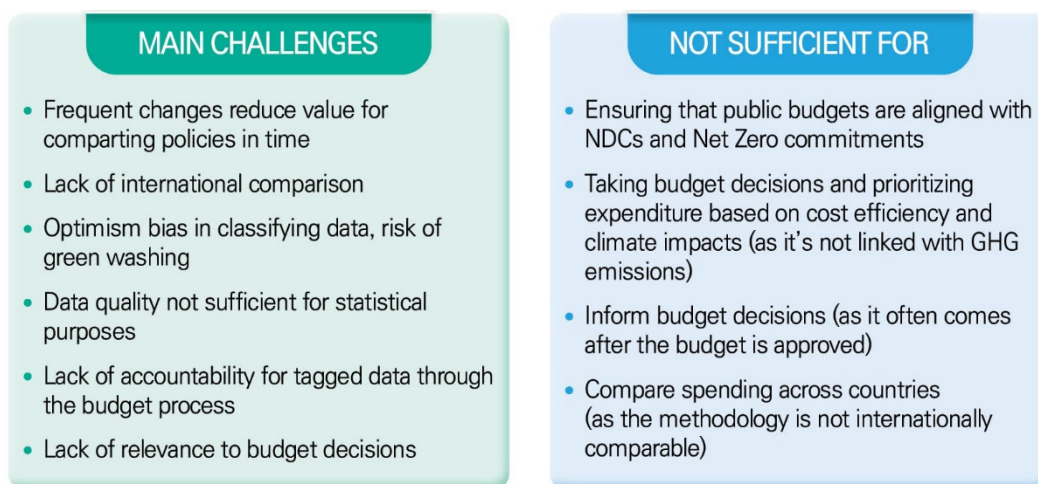 MAIN CHALLENGES
• Frequent changes reduce value for
comparting policies in time
• Lack of international comparison
• Optimism bias in classifying data, risk of
green washing
• Data quality not sufficient for statistical
purposes
• Lack of accountability for tagged data through
the budget process
• Lack of relevance to budget decisions
NOT SUFFICIENT FOR
• Ensuring that public budgets are aligned with
NDCs and Net Zero commitments
• Taking budget decisions and prioritizing
expenditure based on cost efficiency and
climate impacts (as it's not linked with GHG
emissions)
• Inform budget decisions (as it often comes
after the budget is approved)
• Compare spending across countries
(as the methodology is not internationally
comparable)